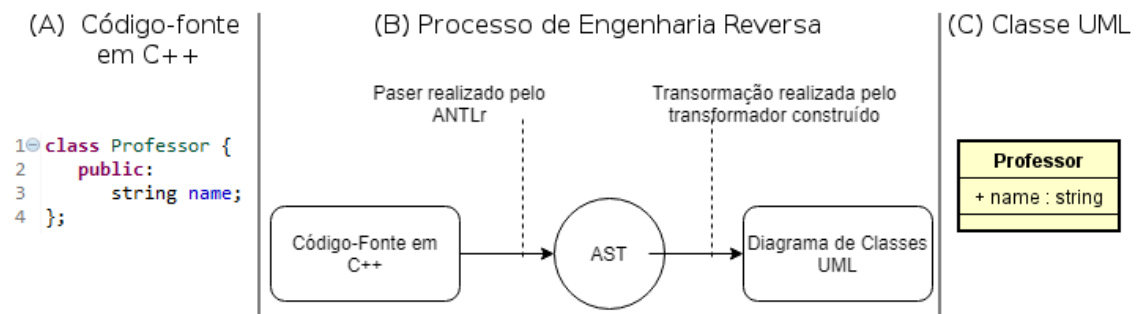 (A) Código-fonte
em C++
1 class Professor {
2 public:
3 string name;
4 };
(B) Processo de Engenharia Reversa
Paser realizado pelo
ANTLr
Transormação realizada pelo
transformador construído
Código-Fonte em
C++
AST
Diagrama de Classes
UML
(C) Classe UML
Professor
+ name : string